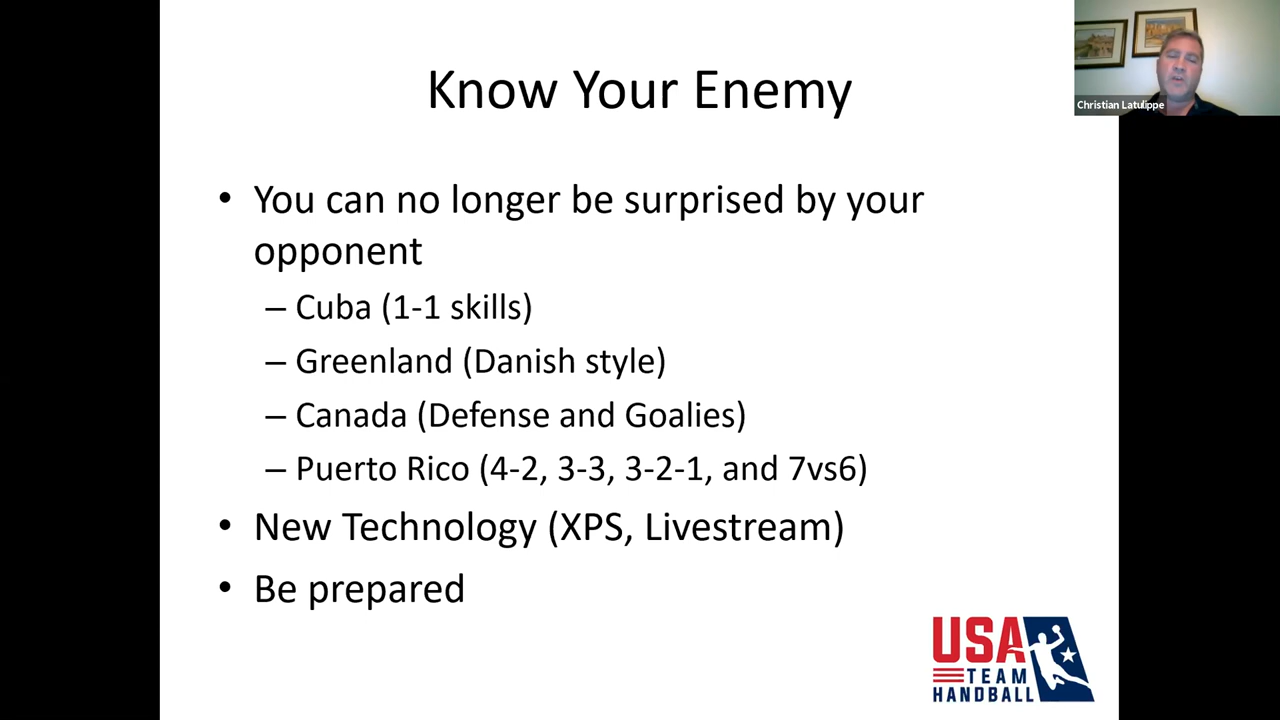 Know Your Enemy
Christian Latulippe
• You can no longer be surprised by your
opponent
– Cuba (1-1 skills)
– Greenland (Danish style)
– Canada (Defense and Goalies)
– Puerto Rico (4-2, 3-3, 3-2-1, and 7vs6)
• New Technology (XPS, Livestream)
• Be prepared
USA
TEAM
HANDBALL